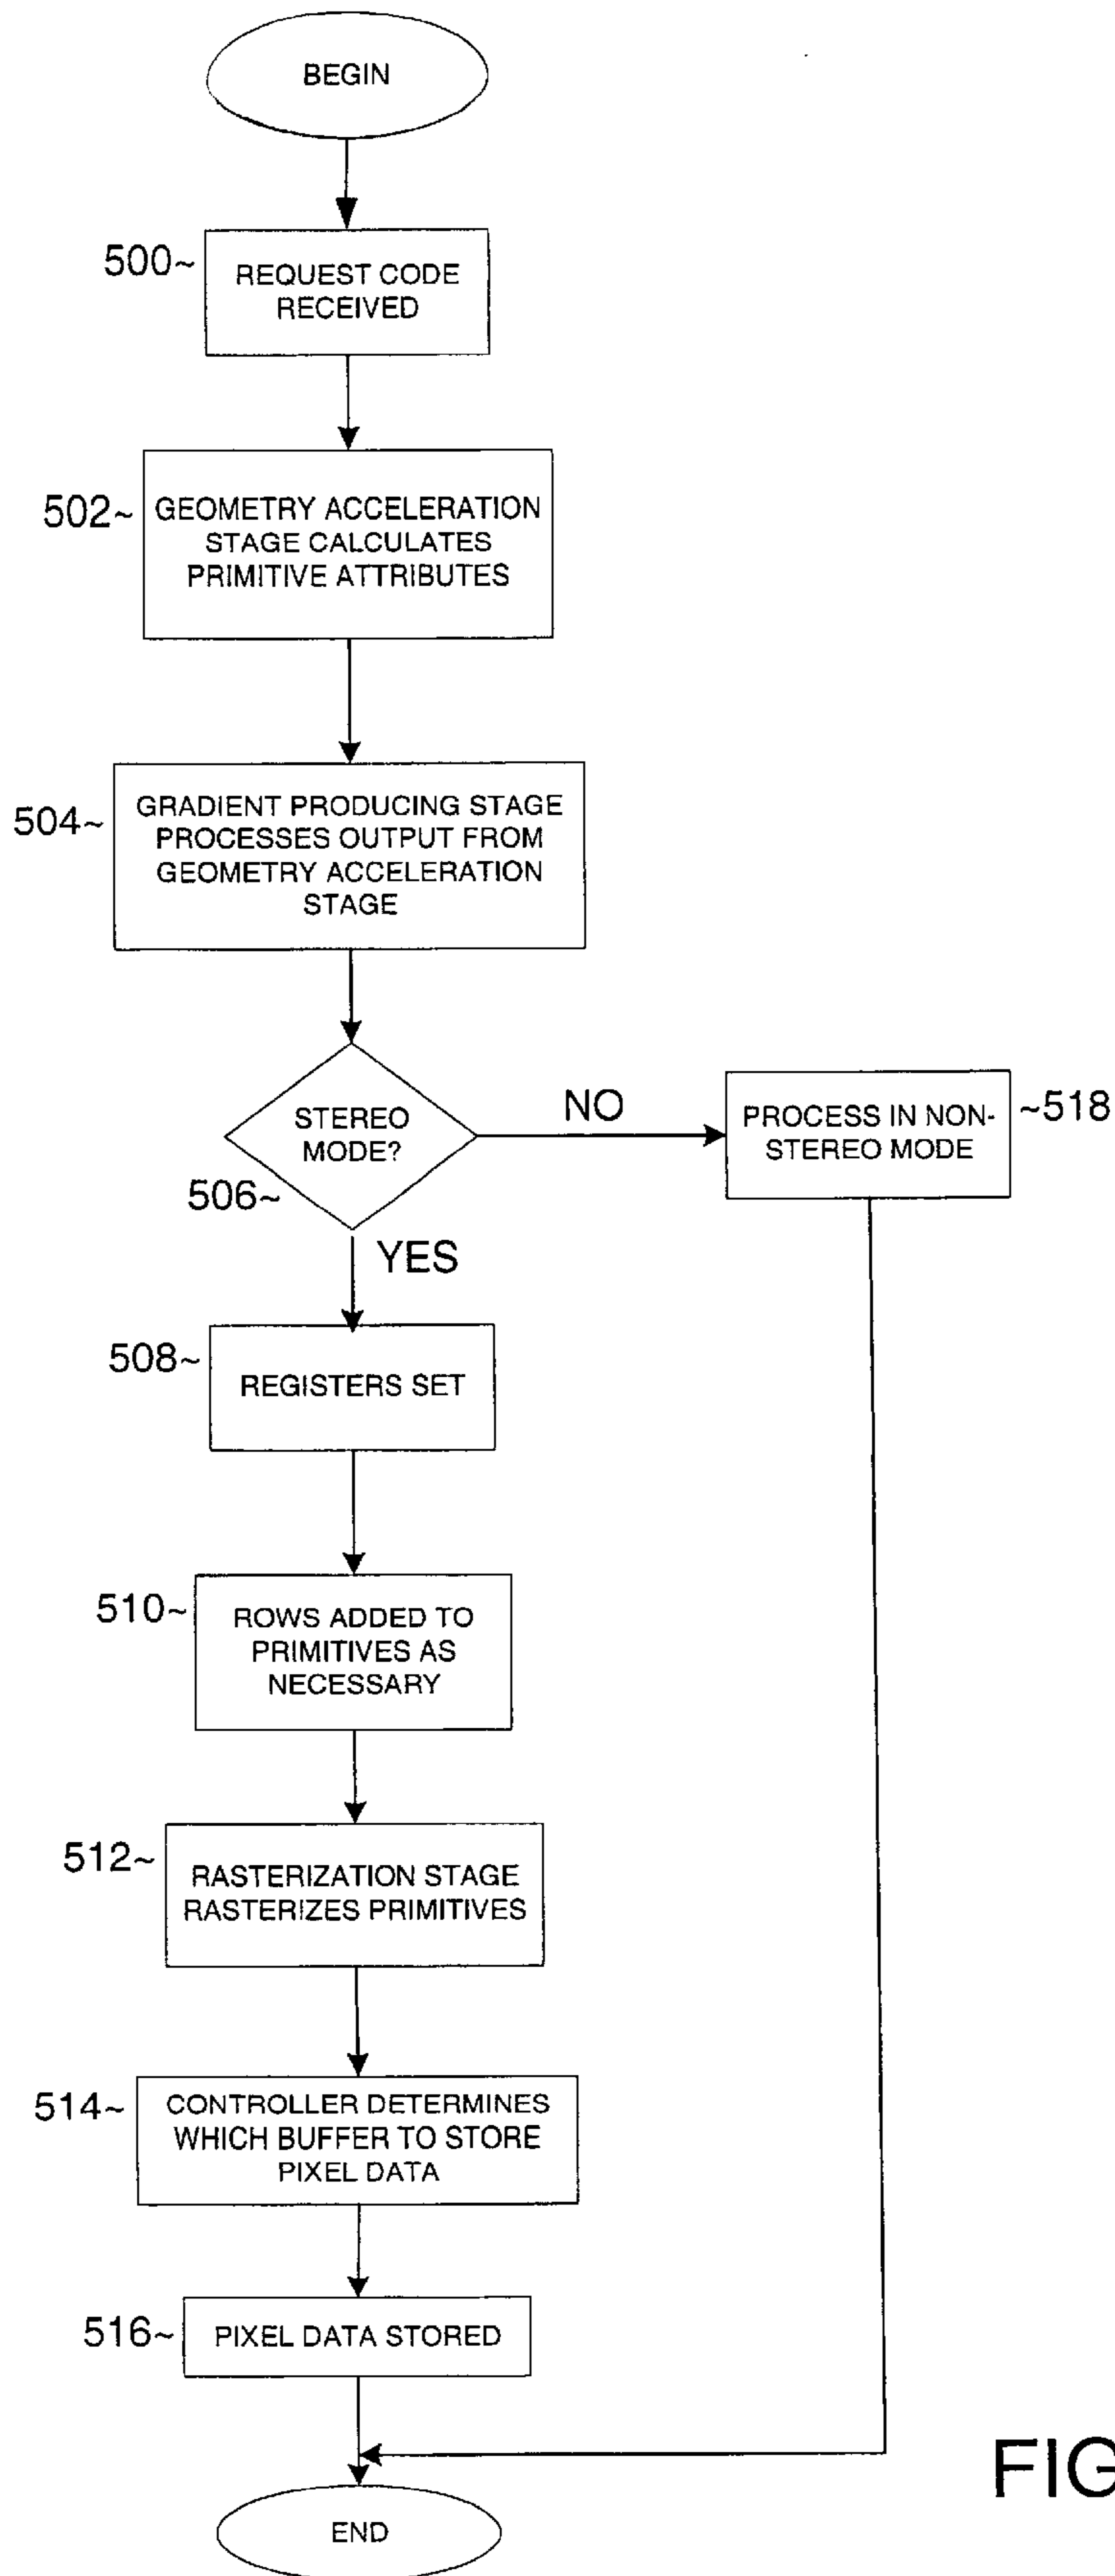 BEGIN
500~
REQUEST CODE
RECEIVED
502~
GEOMETRY ACCELERATION
STAGE CALCULATES
PRIMITIVE ATTRIBUTES
504~
GRADIENT PRODUCING STAGE
PROCESSES OUTPUT FROM
GEOMETRY ACCELERATION
STAGE
STEREO
MODE?
506~
NO
PROCESS IN NON-
STEREO MODE
~518
YES
508~
REGISTERS SET
510~
ROWS ADDED TO
PRIMITIVES AS
NECESSARY
512~
RASTERIZATION STAGE
RASTERIZES PRIMITIVES
514~
CONTROLLER DETERMINES
WHICH BUFFER TO STORE
PIXEL DATA
516~
PIXEL DATA STORED
FIG
END